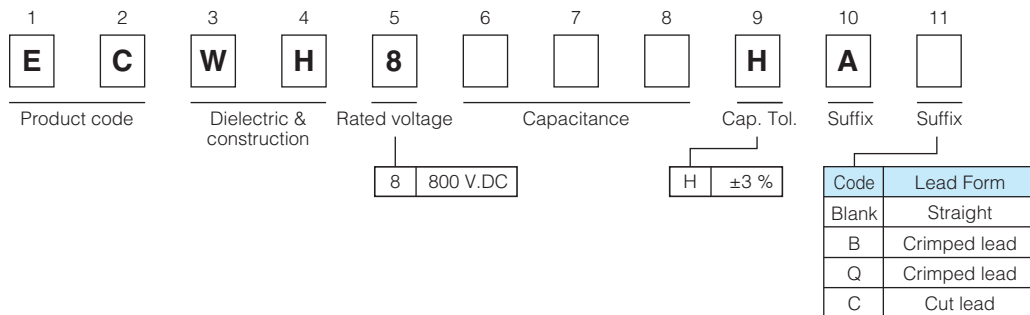 1 2 3 4 5 6 7 8 9 10 11
E C W H 8 H A
Product code Dielectric & Rated voltage Capacitance Cap. Tol. Suffix Suffix
construction
8 800 V.DC H ±3 % Code Lead Form
Blank Straight
B Crimped lead
Q Crimped lead
C Cut lead